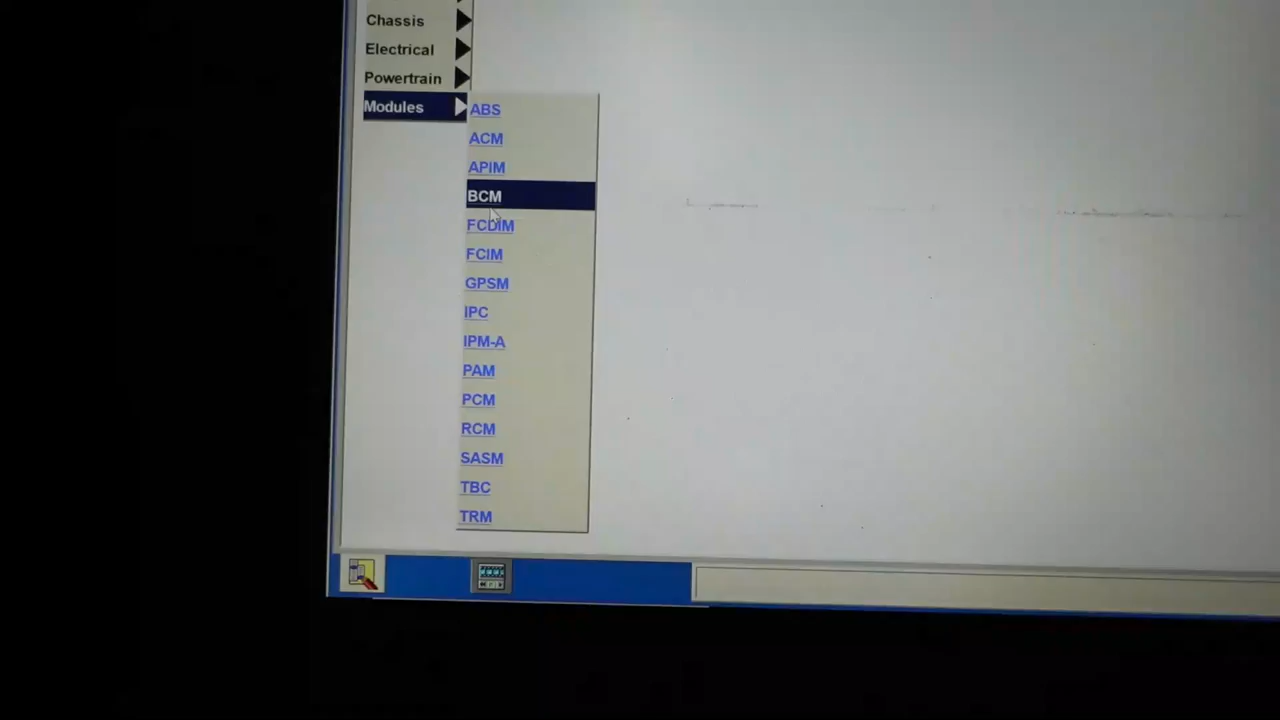 Chassis
Electrical
Powertrain
Modules
ABS
ACM
APIM
BCM
FCDIM
FCIM
GPSM
IPC
IPM-A
PAM
PCM
RCM
SASM
TBC
TRM